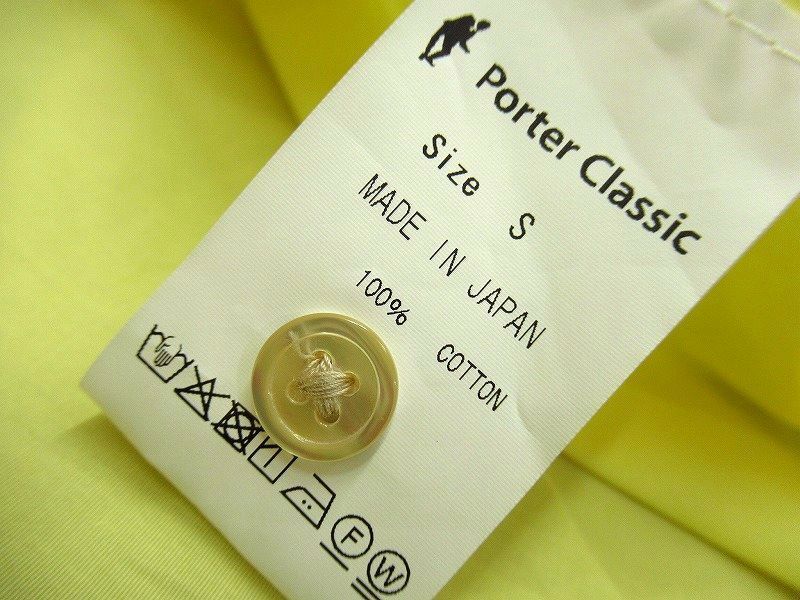 Porter Classic
Size S
MADE IN JAPAN
100% COTTON
F W